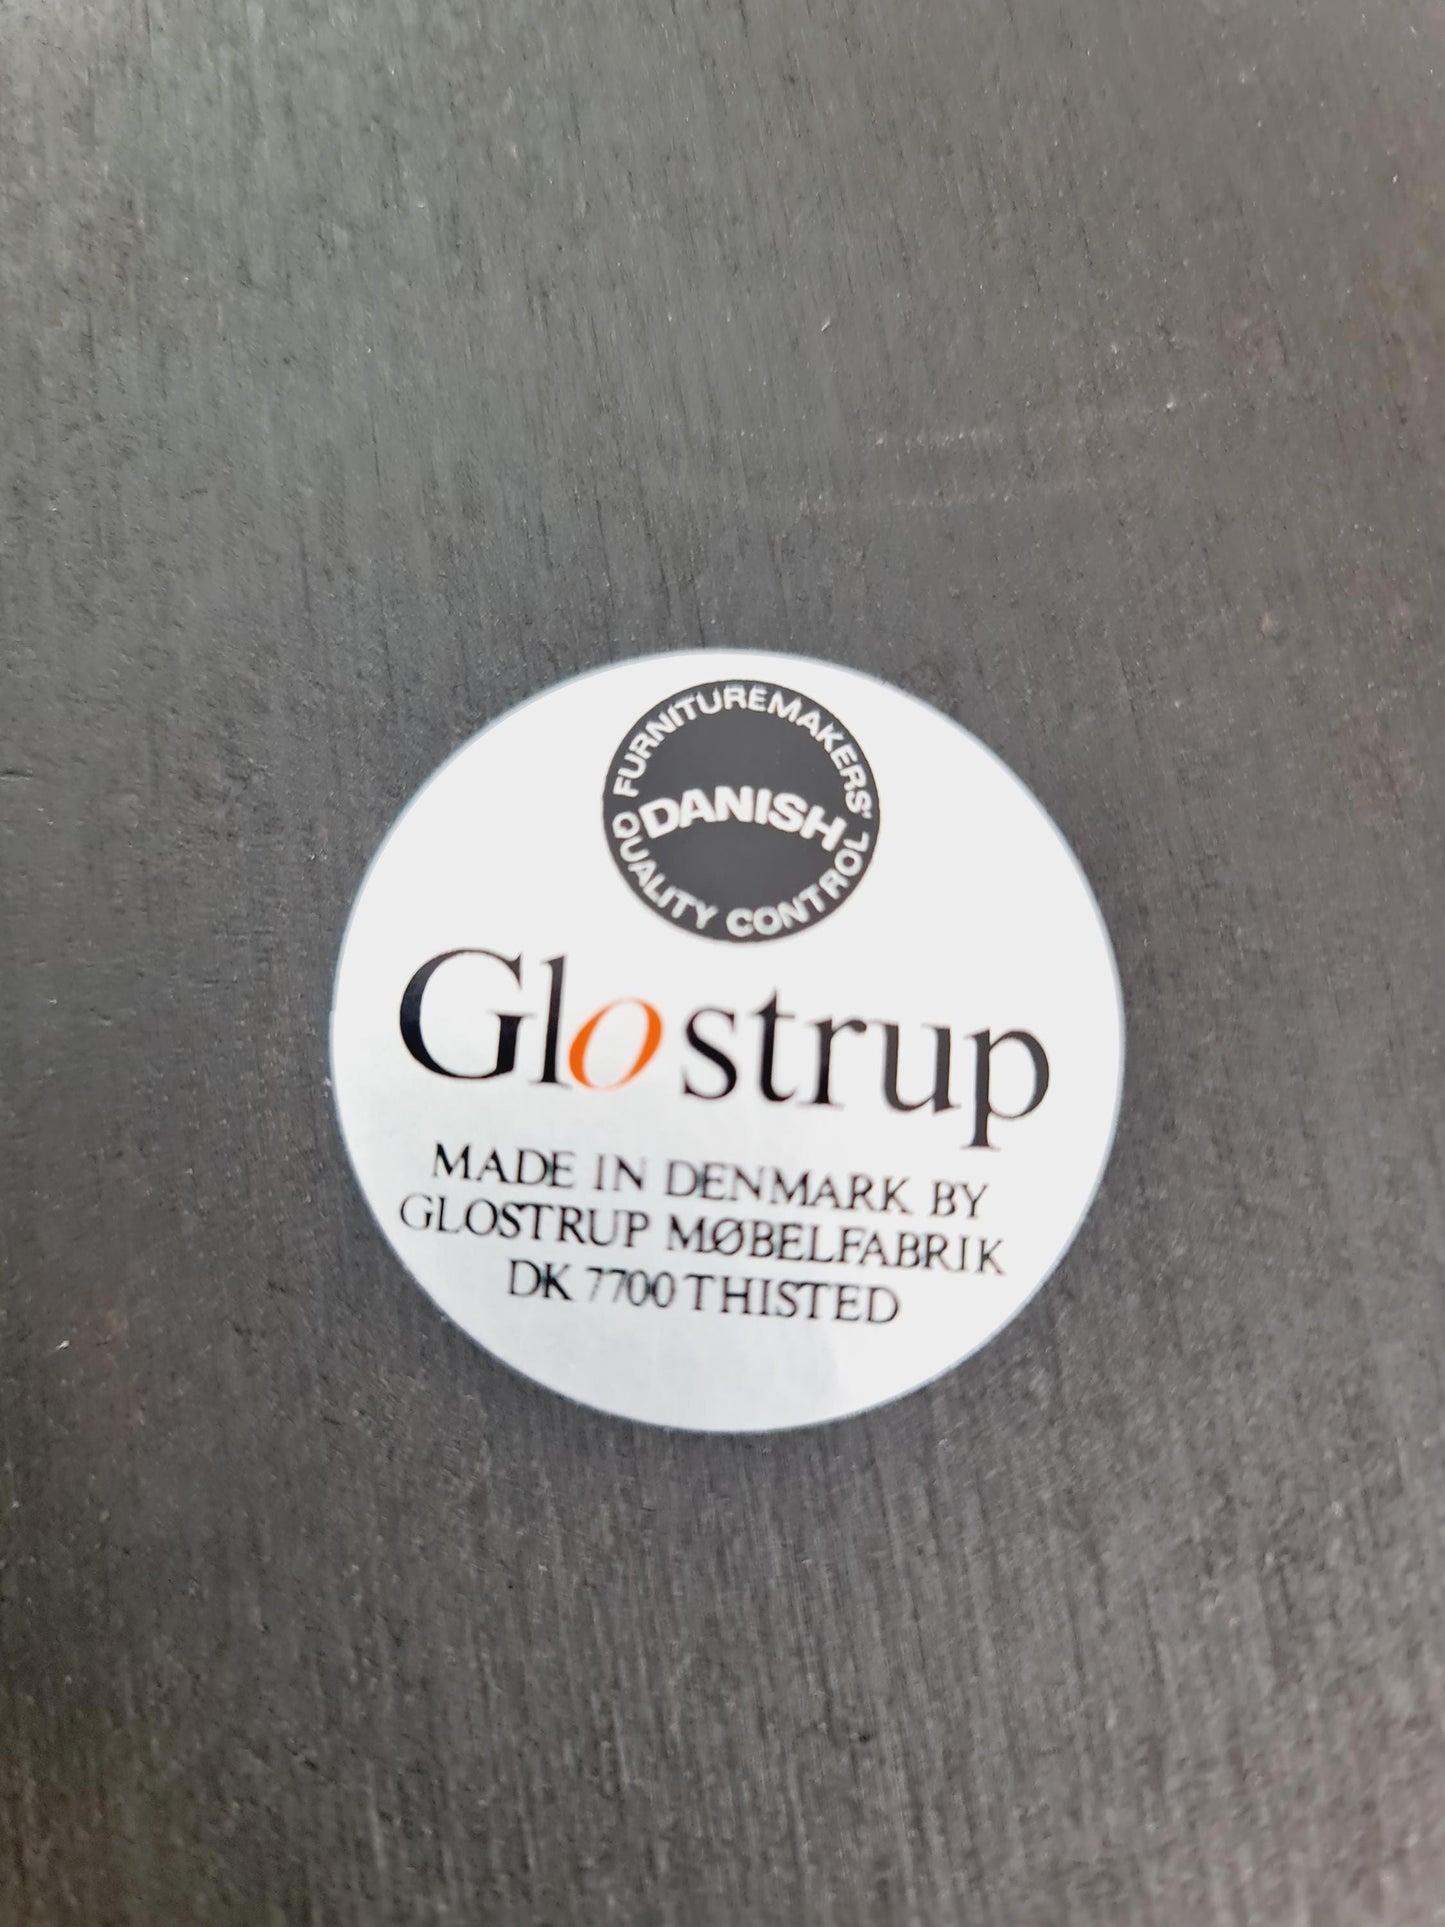 FURNITUREMAKERS'
DANISH
QUALITY CONTROL
Glostrup
MADE IN DENMARK BY
GLOSTRUP MØBELFABRIK
DK 7700 THISTED